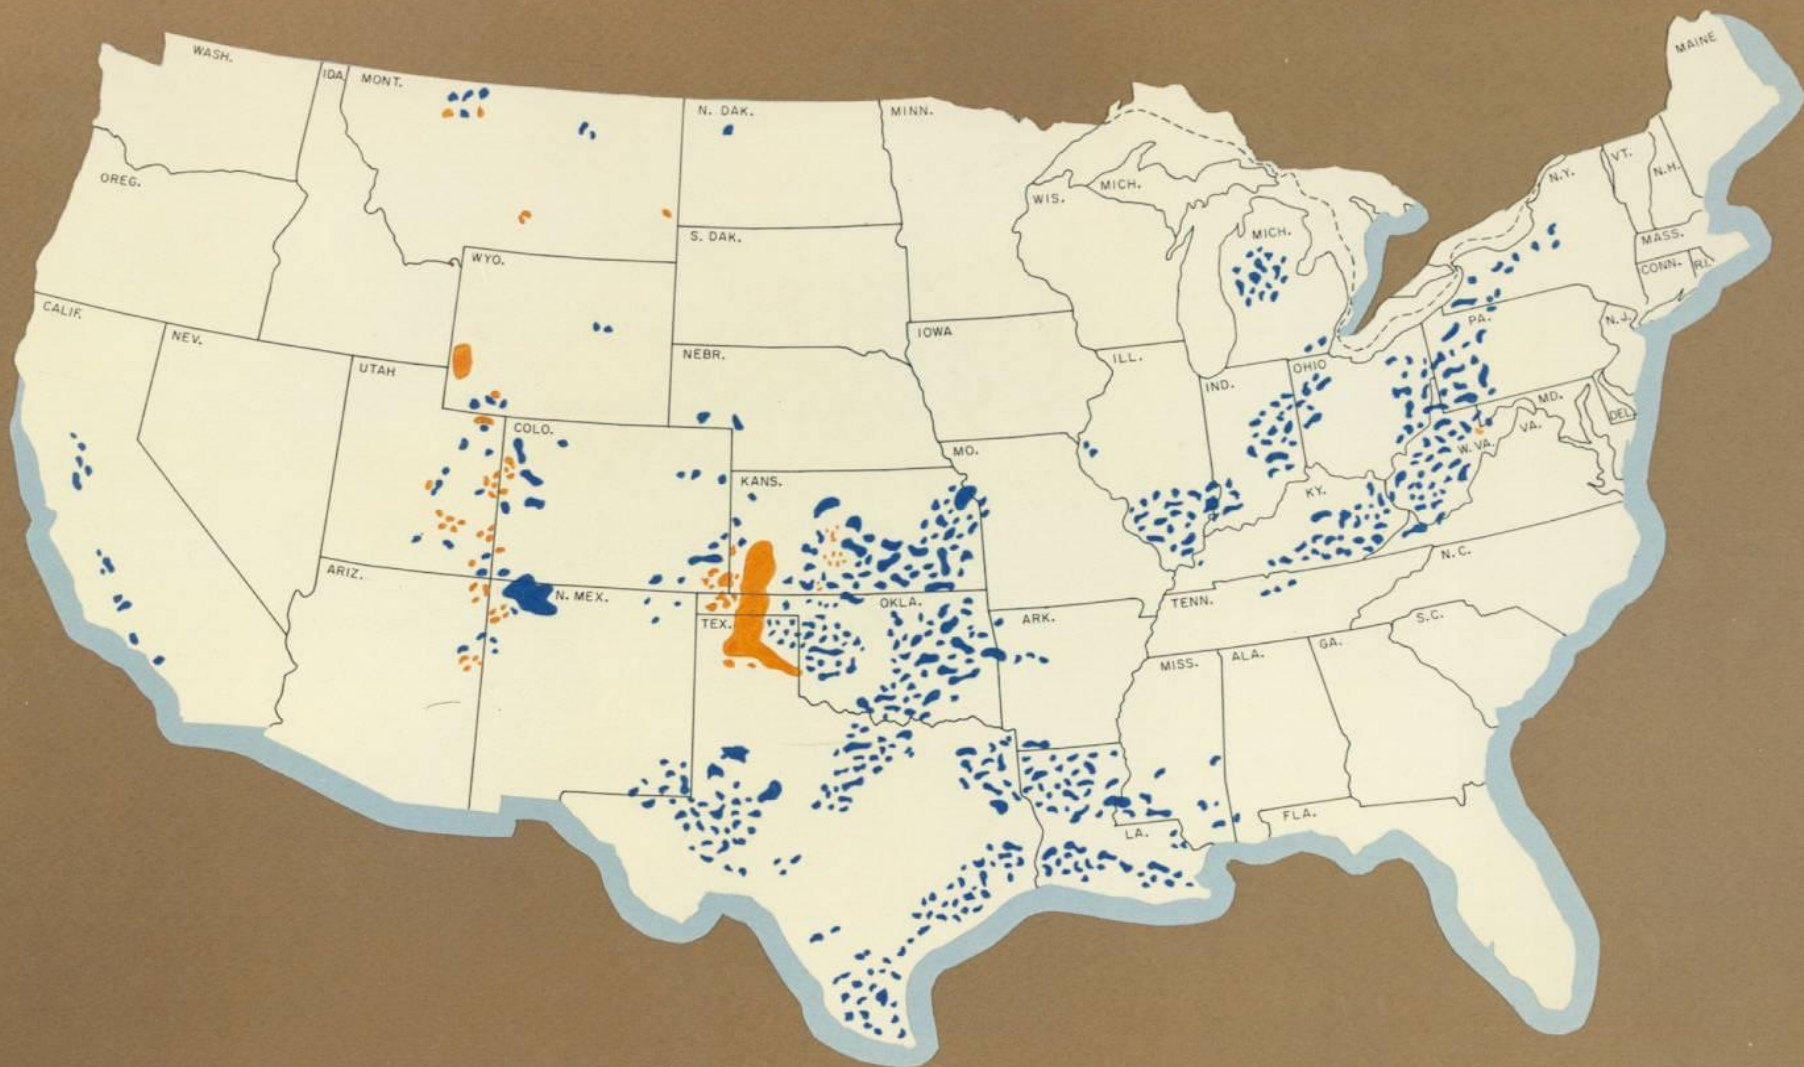 WASH.
IDA.
MONT.
N. DAK.
MINN.
MAINE
OREG.
WIS.
MICH.
MICH.
N.Y.
VT.
N.H.
MASS.
CONN.
R.I.
S. DAK.
WYO.
CALIF.
NEV.
UTAH
NEBR.
IOWA
ILL.
IND.
OHIO
PA.
N.J.
MD.
DEL.
VA.
W. VA.
COLO.
KANS.
MO.
KY.
ARIZ.
N. MEX.
TEX.
OKLA.
ARK.
TENN.
N.C.
S.C.
MISS.
ALA.
GA.
LA.
FLA.